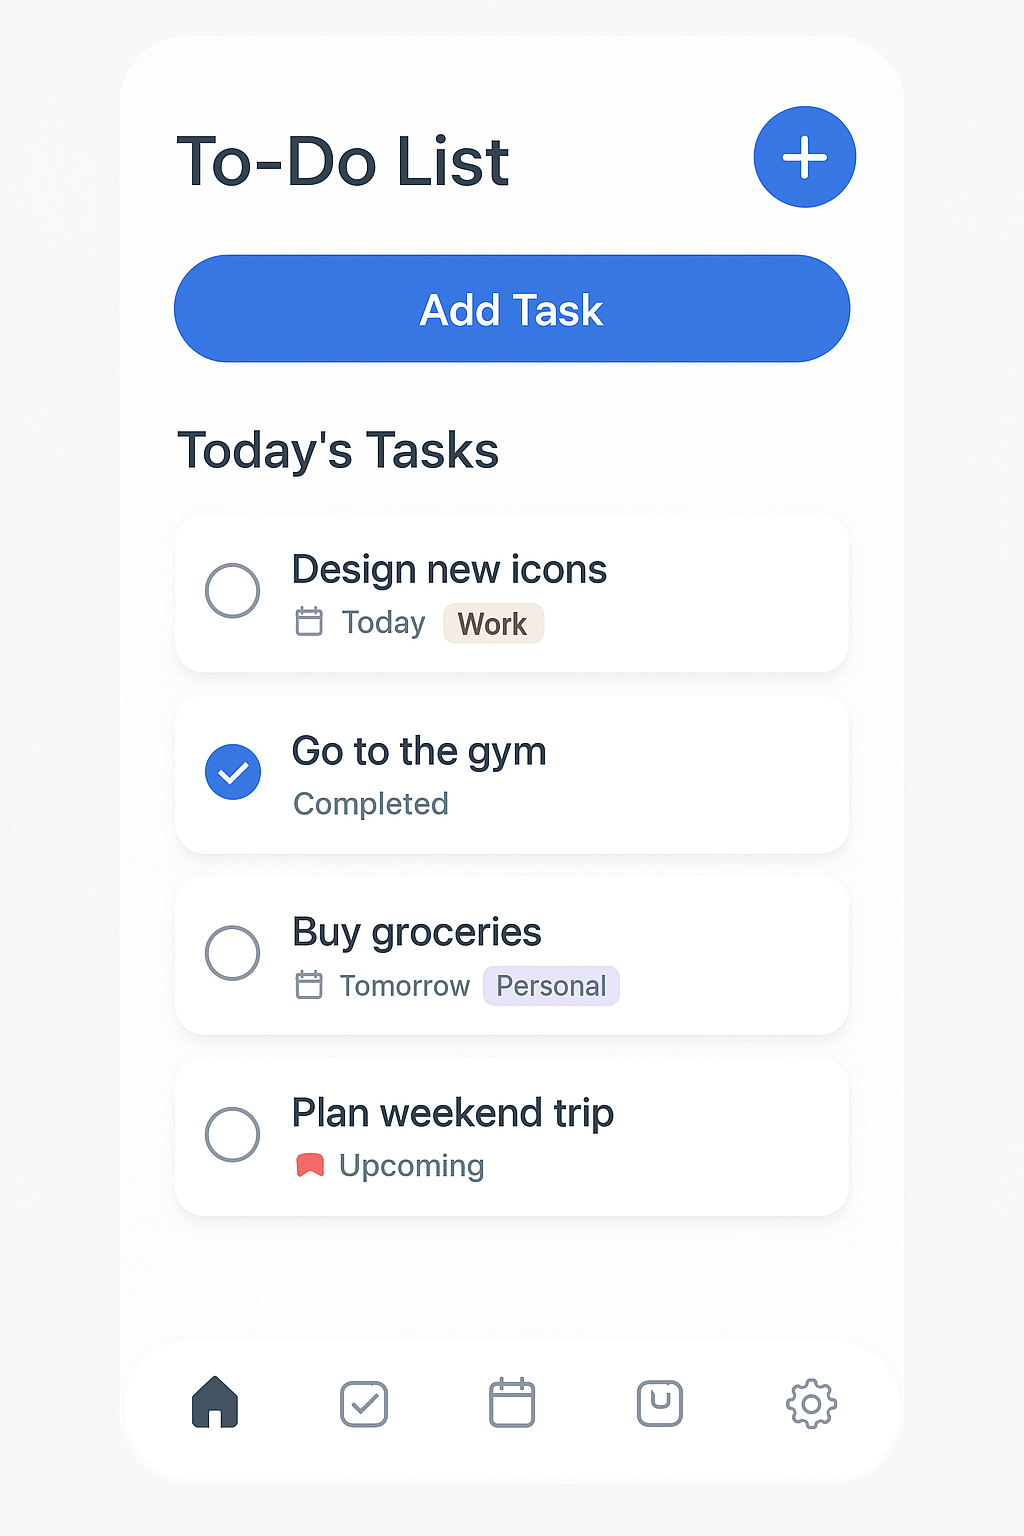 To-Do List
Add Task
Today's Tasks
Design new icons
Today Work
Go to the gym
Completed
Buy groceries
Tomorrow Personal
Plan weekend trip
Upcoming